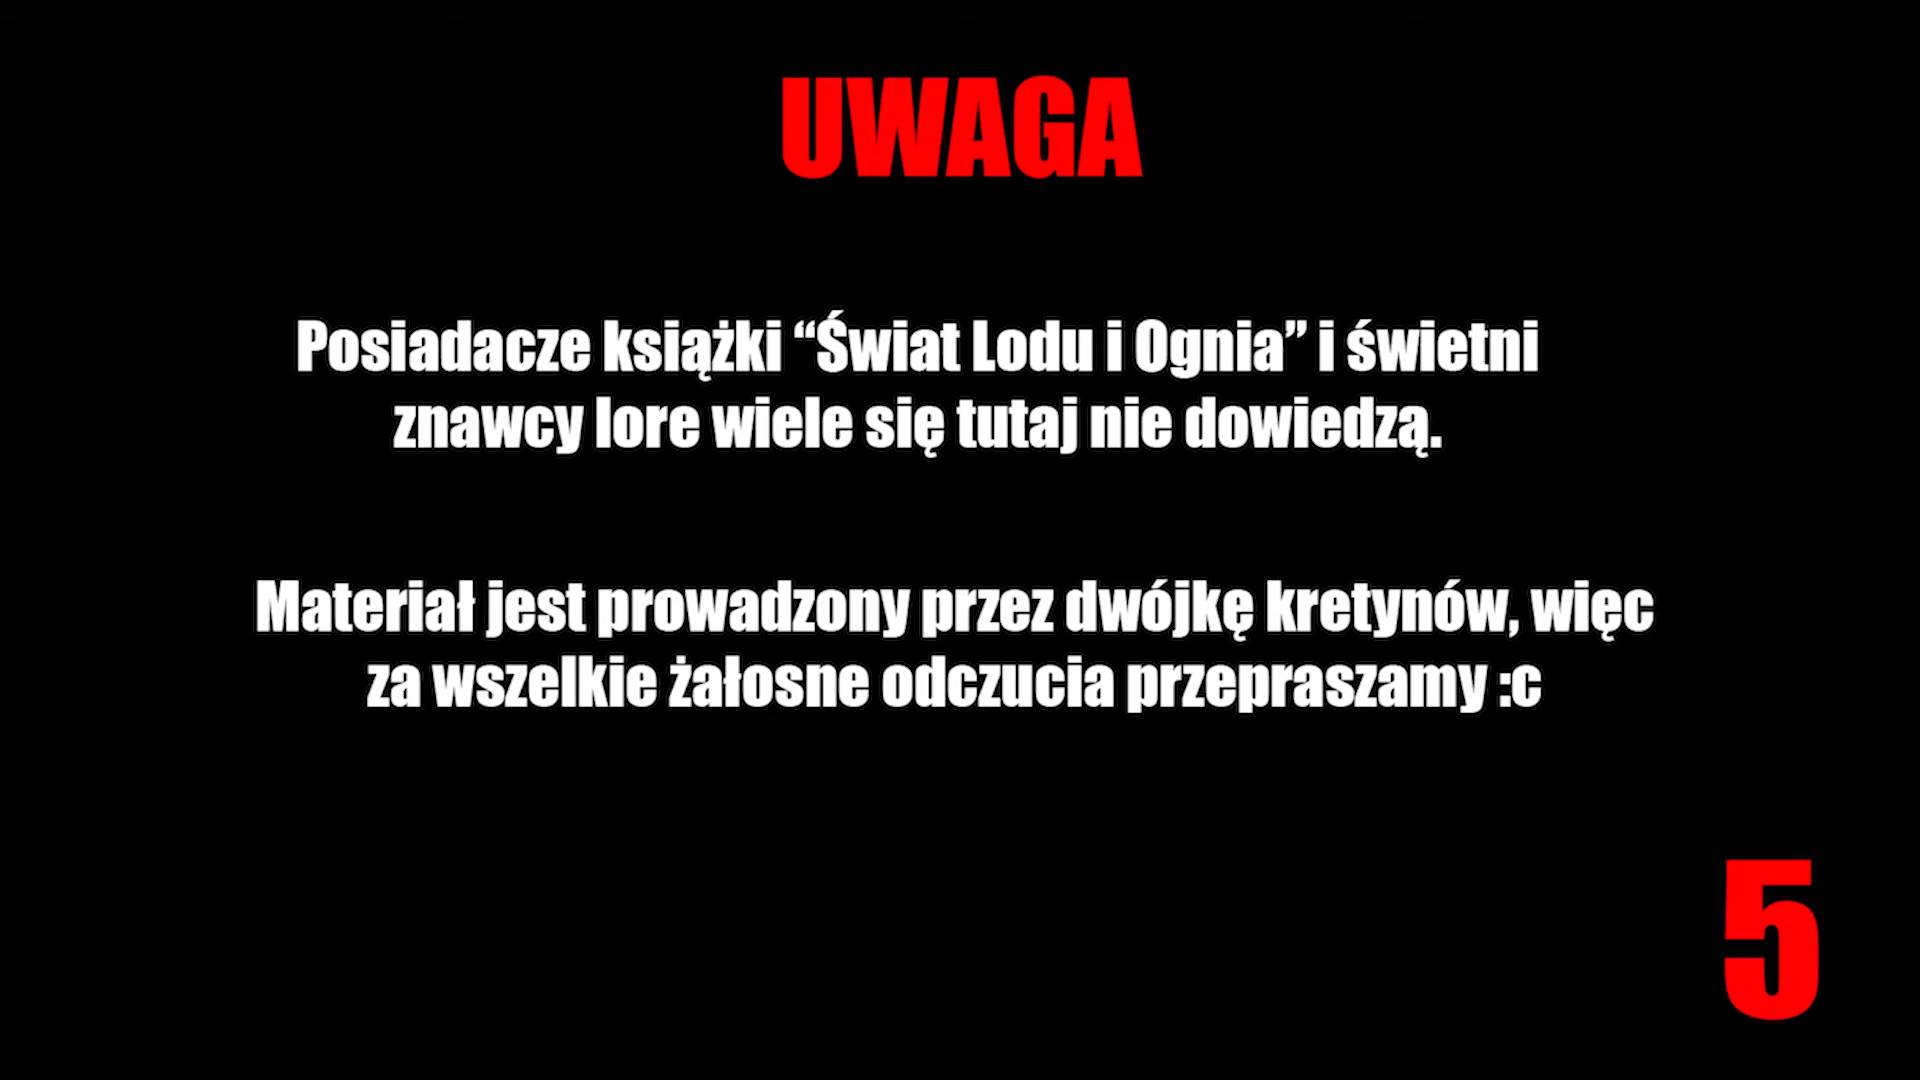 UWAGA
Posiadacze książki “Świat Lodu i Ognia” i świetni
znawcy lore wiele się tutaj nie dowiedzą.
Materiał jest prowadzony przez dwójkę kretynów, więc
za wszelkie żałosne odczucia przepraszamy :c
5